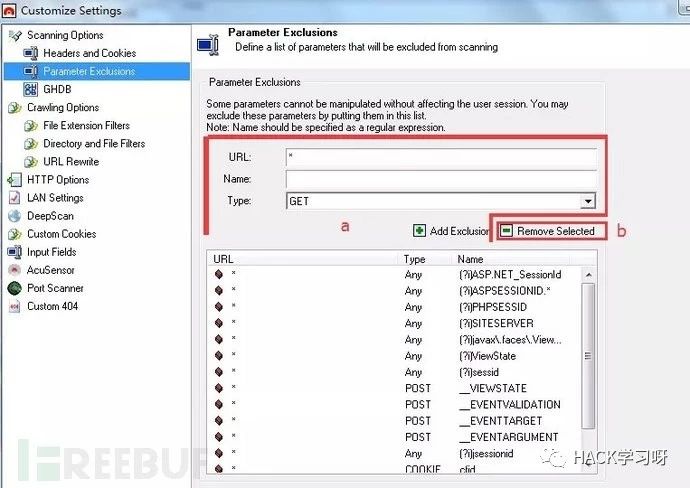 Customize Settings
Scanning Options
Headers and Cookies
Parameter Exclusions
GHDB
Crawling Options
File Extension Filters
Directory and File Filters
URL Rewrite
HTTP Options
LAN Settings
DeepScan
Custom Cookies
Input Fields
AcuSensor
Port Scanner
Custom 404
Parameter Exclusions
Define a list of parameters that will be excluded from scanning
Parameter Exclusions
Some parameters cannot be manipulated without affecting the user session. You may
exclude these parameters by putting them in this list.
Note: Name should be specified as a regular expression.
URL: *
Name:
Type: GET
a
Add Exclusion
Remove Selected
b
URL Type Name
* Any (?i)ASP.NET_SessionId
* Any (?i)ASPSESSIONID.*
* Any (?i)PHPSESSID
* Any (?i)SITESERVER
* Any (?i)javax\.faces\.View...
* Any (?i)ViewState
* Any (?i)sessid
* POST __VIEWSTATE
* POST __EVENTVALIDATION
* POST __EVENTTARGET
* POST __EVENTARGUMENT
* Any (?i)jsessionid
* COOKIE cfid
FREEBUF
HACK学习呀